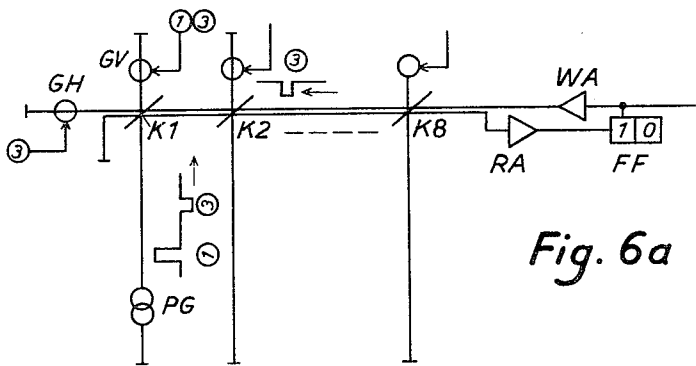 ① ③
GV
③
GH
WA
K1
K2
K8
1 0
RA
FF
③
③
①
Fig. 6a
PG